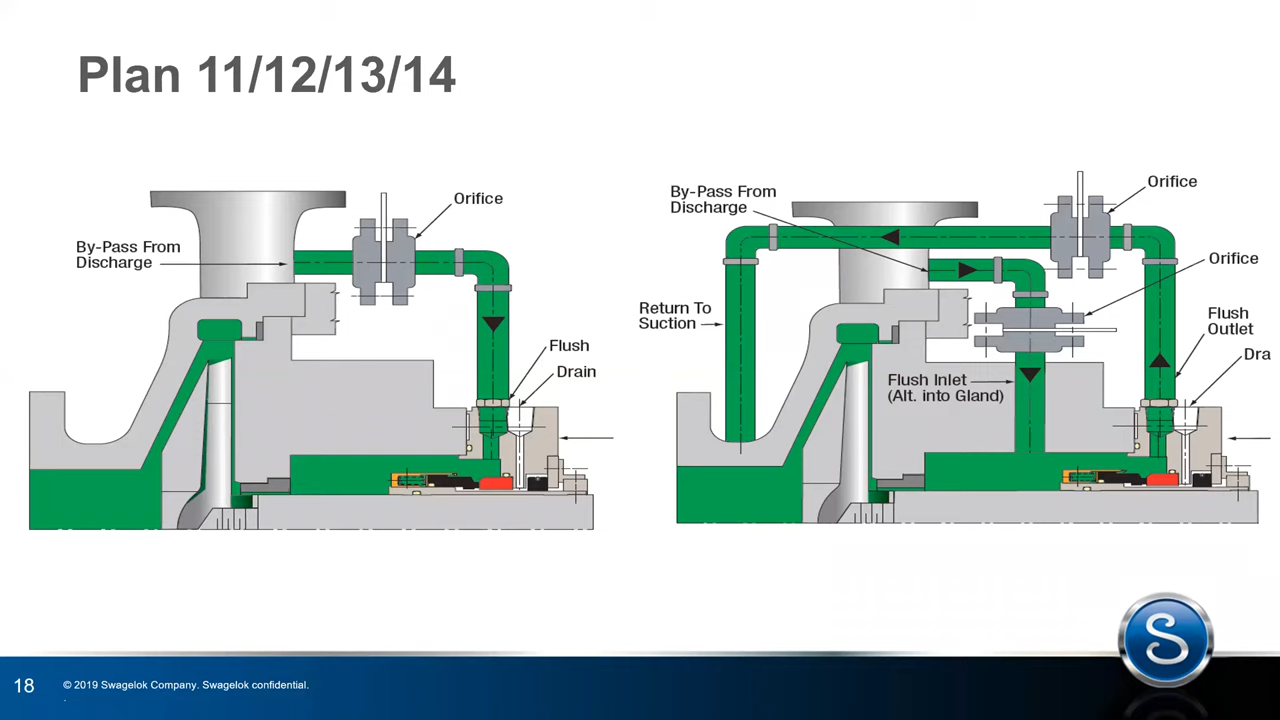 Plan 11/12/13/14
Orifice
By-Pass From
Discharge
Flush
Drain
By-Pass From
Discharge
Orifice
Orifice
Return To
Suction
Flush
Outlet
Dra
Flush Inlet
(Alt. into Gland)
S
18
© 2019 Swagelok Company. Swagelok confidential.
.